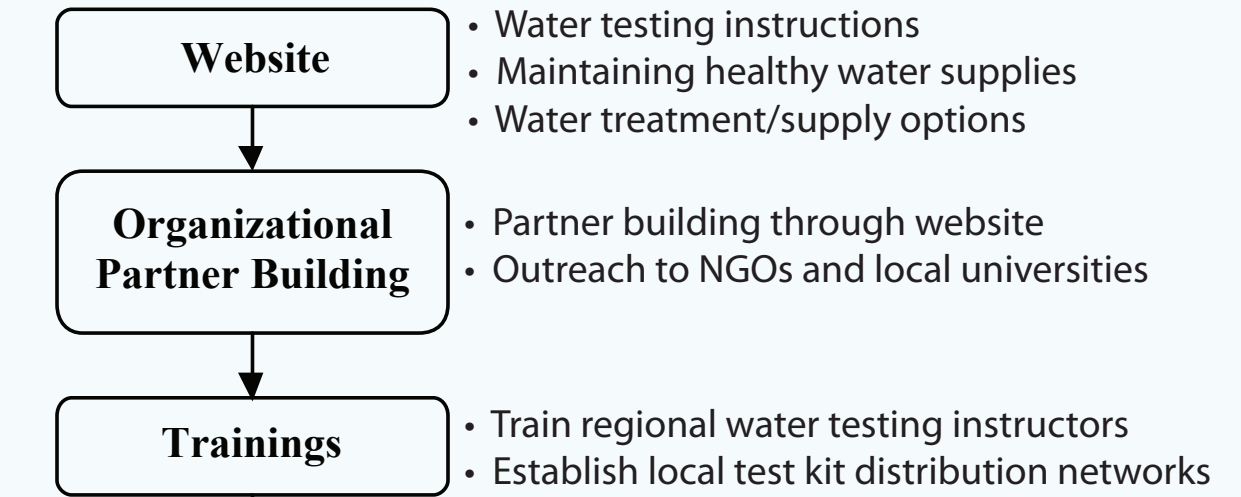 Website
• Water testing instructions
• Maintaining healthy water supplies
• Water treatment/supply options
Organizational
Partner Building
• Partner building through website
• Outreach to NGOs and local universities
Trainings
• Train regional water testing instructors
• Establish local test kit distribution networks